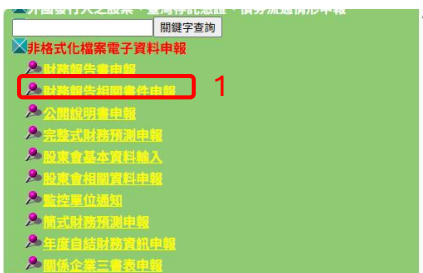 外國發行人之股票、臺灣存託憑證、債券流通情形申報
關鍵字查詢
非格式化檔案電子資料申報
財務報告書申報
財務報告相關書件申報
1
公開說明書申報
完整式財務預測申報
股東會基本資料輸入
股東會相關資料申報
監控單位通知
簡式財務預測申報
年度自結財務資訊申報
關係企業三書表申報